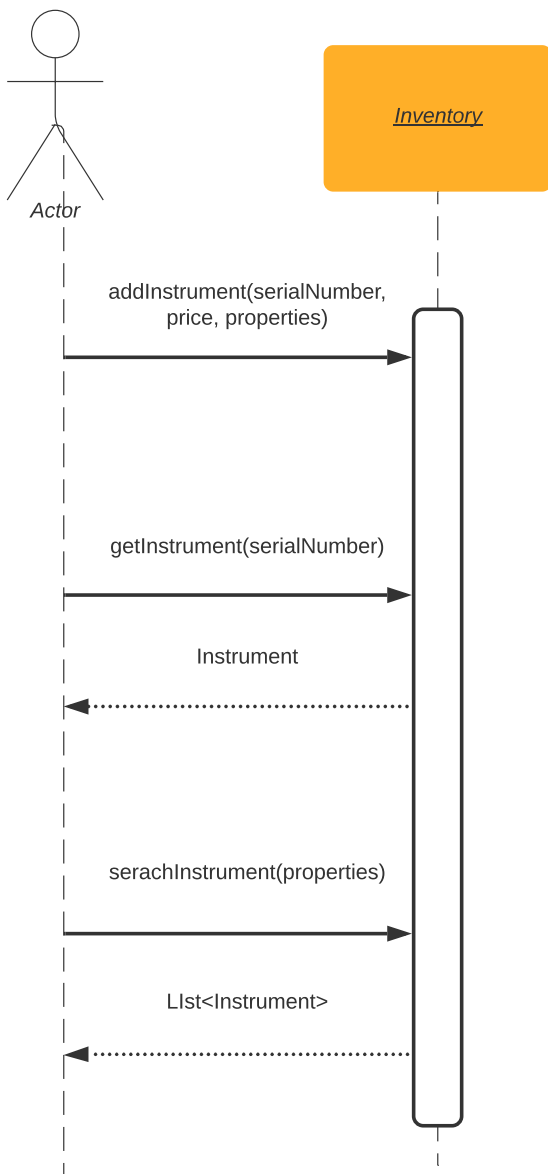 Inventory
Actor
addInstrument(serialNumber,
price, properties)
getInstrument(serialNumber)
Instrument
serachInstrument(properties)
LIst<Instrument>